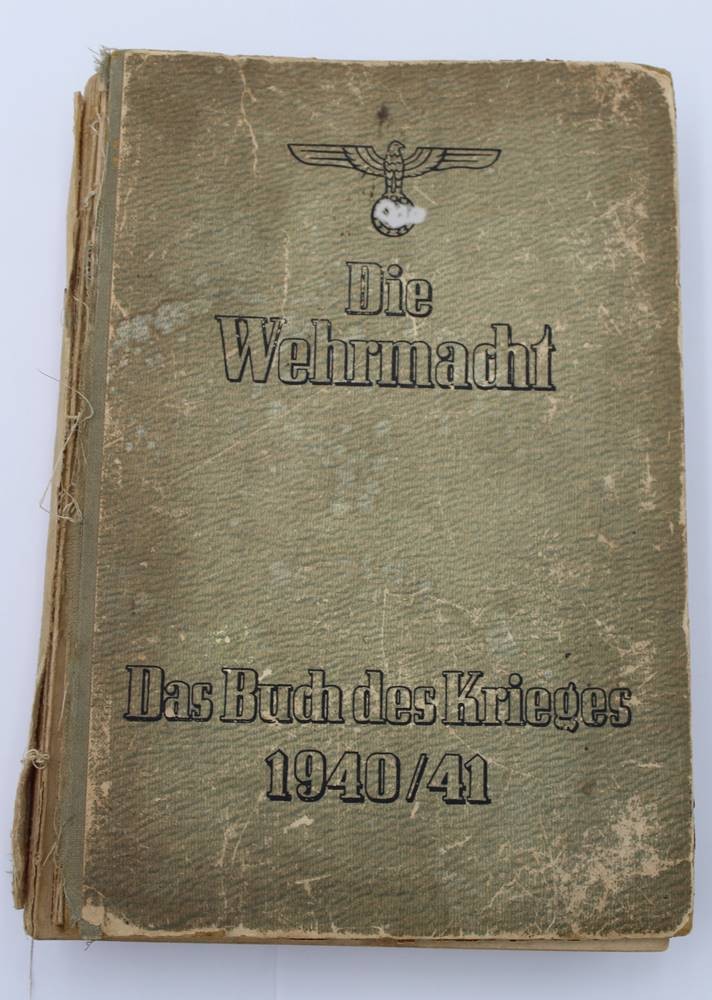 Die
Wehrmacht
Das Buch des Krieges
1940/41